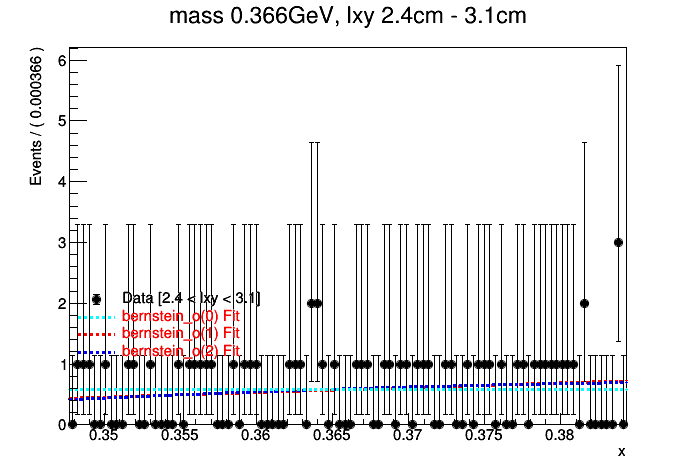 mass 0.366GeV, lxy 2.4cm - 3.1cm
Events / ( 0.000366 )
6
5
4
3
2
1
0
Data [2.4 < lxy < 3.1]
bernstein_o(0) Fit
bernstein_o(1) Fit
bernstein_o(2) Fit
0.35 0.355 0.36 0.365 0.37 0.375 0.38
x